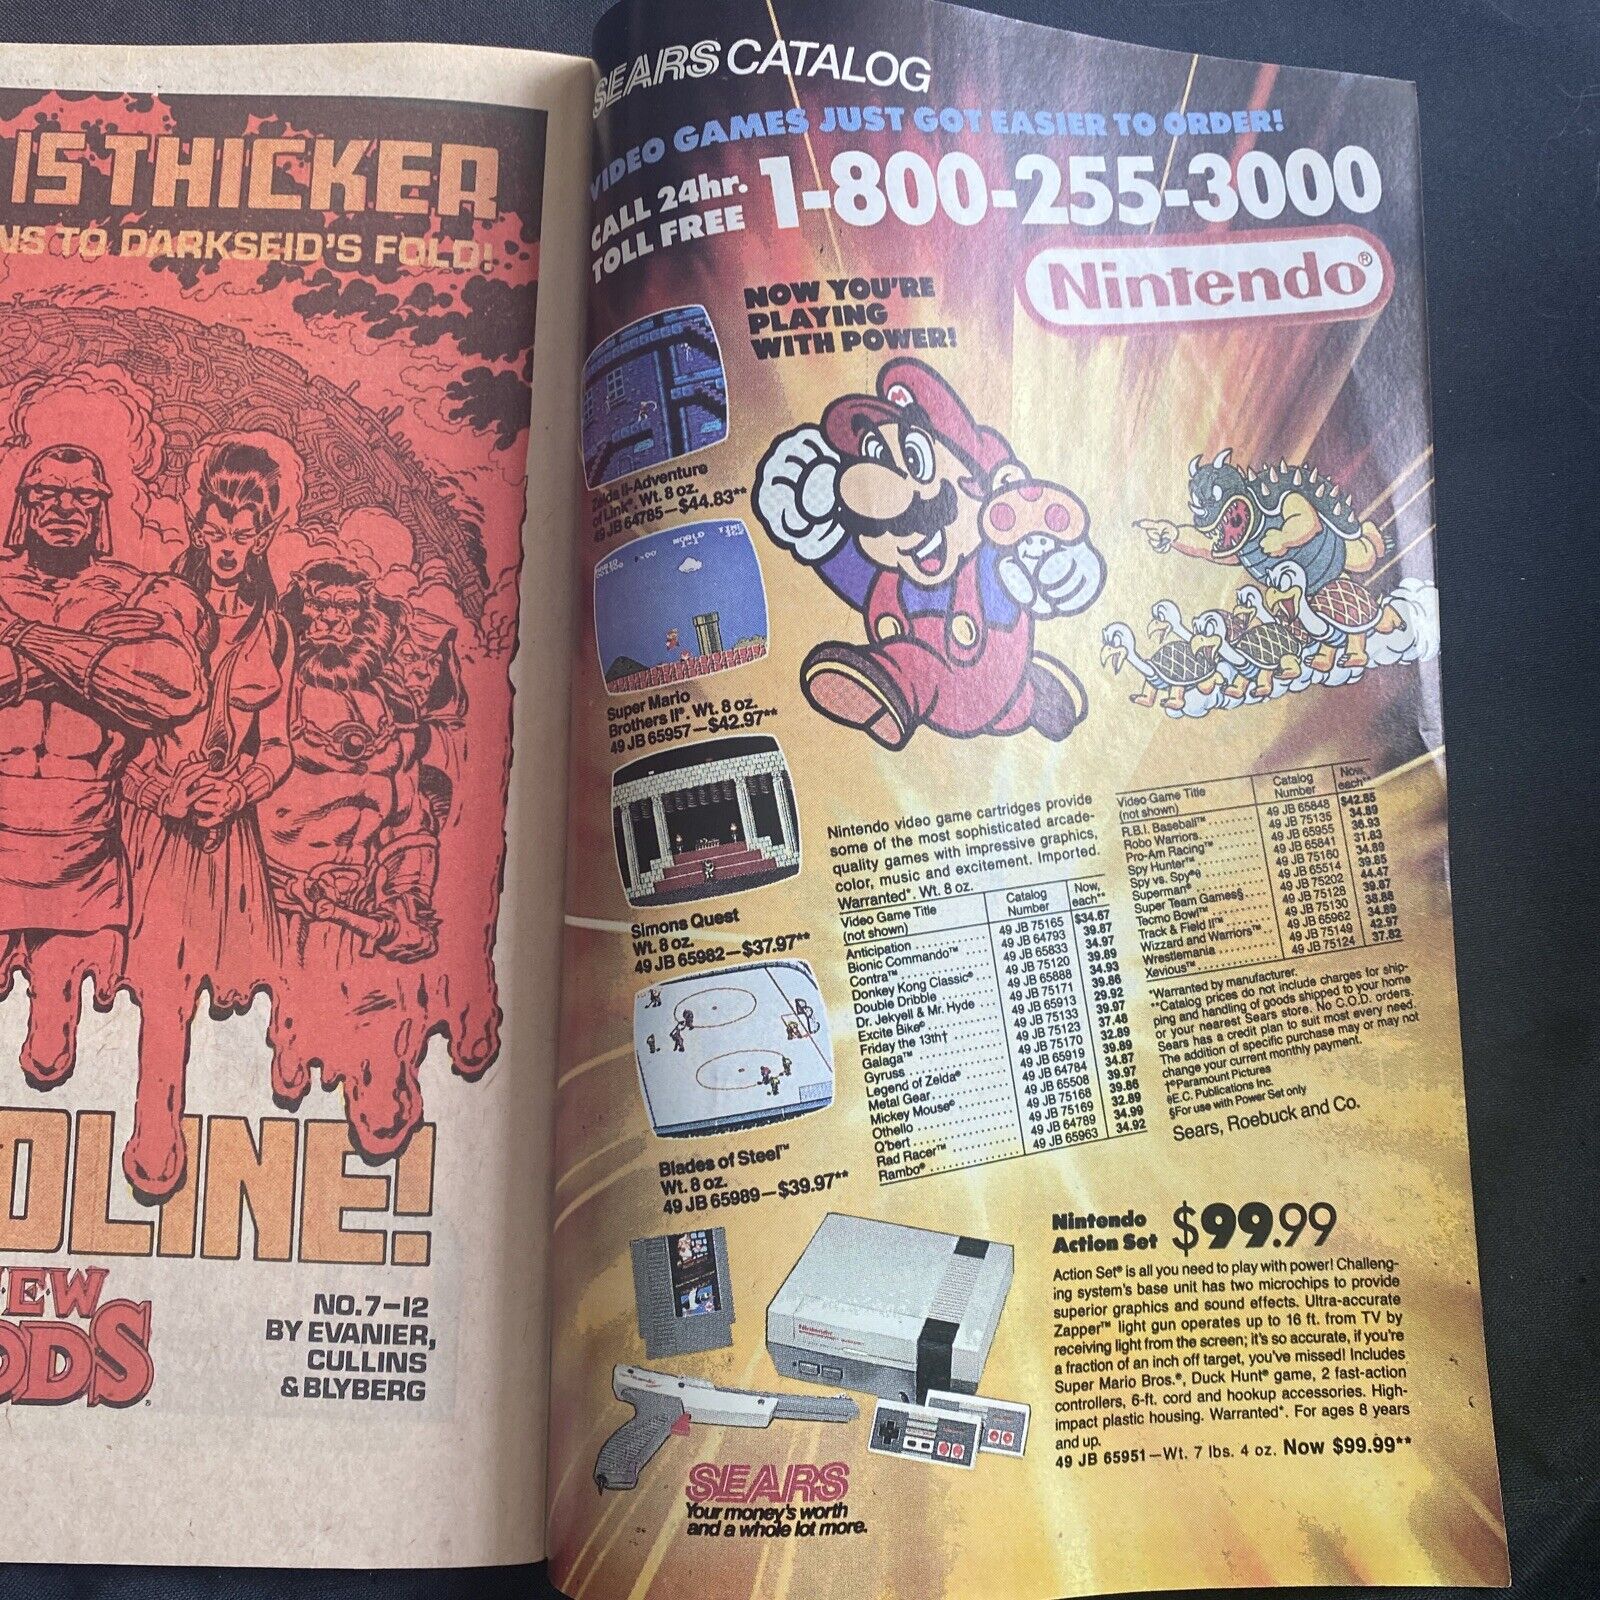 IS THICKER
NS TO DARKSEID'S FOLD!
OLINE!
NEW
GODS
NO.7-12
BY EVANIER,
CULLINS
& BLYBERG
SEARS CATALOG
VIDEO GAMES JUST GOT EASIER TO ORDER!
CALL 24hr.
TOLL FREE
1-800-255-3000
Nintendo®
NOW YOU'RE
PLAYING
WITH POWER!
Zelda II-Adventure
of Link®. Wt. 8 oz.
49 JB 64785—$44.83**
WORLD
1-1
TIME
Super Mario
Brothers II®. Wt. 8 oz.
49 JB 65957—$42.97**
Simons Quest
Wt. 8 oz.
49 JB 65982—$37.97**
Blades of Steel™
Wt. 8 oz.
49 JB 65989—$39.97**
Nintendo video game cartridges provide
some of the most sophisticated arcade-
quality games with impressive graphics,
color, music and excitement. Imported.
Warranted*. Wt. 8 oz.
Video Game Title (not shown) Catalog Number Now, each**
Anticipation 49 JB 75165 $34.67
Bionic Commando™ 49 JB 64793 39.87
Contra™ 49 JB 65833 34.97
Donkey Kong Classic® 49 JB 75120 39.89
Double Dribble 49 JB 65888 34.93
Dr. Jekyell & Mr. Hyde 49 JB 75171 39.86
Excite Bike® 49 JB 65913 29.92
Friday the 13th† 49 JB 75133 39.97
Galaga™ 49 JB 75123 37.48
Gyruss 49 JB 75170 32.89
Legend of Zelda® 49 JB 65919 39.89
Metal Gear 49 JB 64784 34.87
Mickey Mouse® 49 JB 65508 39.97
Othello 49 JB 75168 39.86
Q'bert 49 JB 75169 32.89
Rad Racer™ 49 JB 64789 34.99
Rambo® 49 JB 65963 34.92
Video Game Title (not shown) Catalog Number Now, each**
R.B.I. Baseball™ 49 JB 65848 $42.85
Robo Warriors 49 JB 75135 34.89
Pro-Am Racing™ 49 JB 65955 36.93
Spy Hunter™ 49 JB 65841 31.83
Spy vs. Spy 49 JB 75160 34.89
Superman® 49 JB 65514 39.85
Super Team Games§ 49 JB 75202 44.47
Tecmo Bowl™ 49 JB 75128 39.87
Track & Field II™ 49 JB 75130 38.88
Wizzard and Warriors™ 49 JB 65962 34.89
Wrestlemania 49 JB 75149 42.97
Xevious™ 49 JB 75124 37.82
*Warranted by manufacturer.
**Catalog prices do not include charges for ship-
ping and handling of goods shipped to your home
or your nearest Sears store. No C.O.D. orders.
Sears has a credit plan to suit most every need.
The addition of specific purchase may or may not
change your current monthly payment.
†®Paramount Pictures
E.C. Publications Inc.
§For use with Power Set only
Sears, Roebuck and Co.
Nintendo
Action Set $99.99
Action Set® is all you need to play with power! Challeng-
ing system's base unit has two microchips to provide
superior graphics and sound effects. Ultra-accurate
Zapper™ light gun operates up to 16 ft. from TV by
receiving light from the screen; it's so accurate, if you're
a fraction of an inch off target, you've missed! Includes
Super Mario Bros.®, Duck Hunt® game, 2 fast-action
controllers, 6-ft. cord and hookup accessories. High-
impact plastic housing. Warranted*. For ages 8 years
and up.
49 JB 65951—Wt. 7 lbs. 4 oz. Now $99.99**
Nintendo
SEARS
Your money's worth
and a whole lot more.